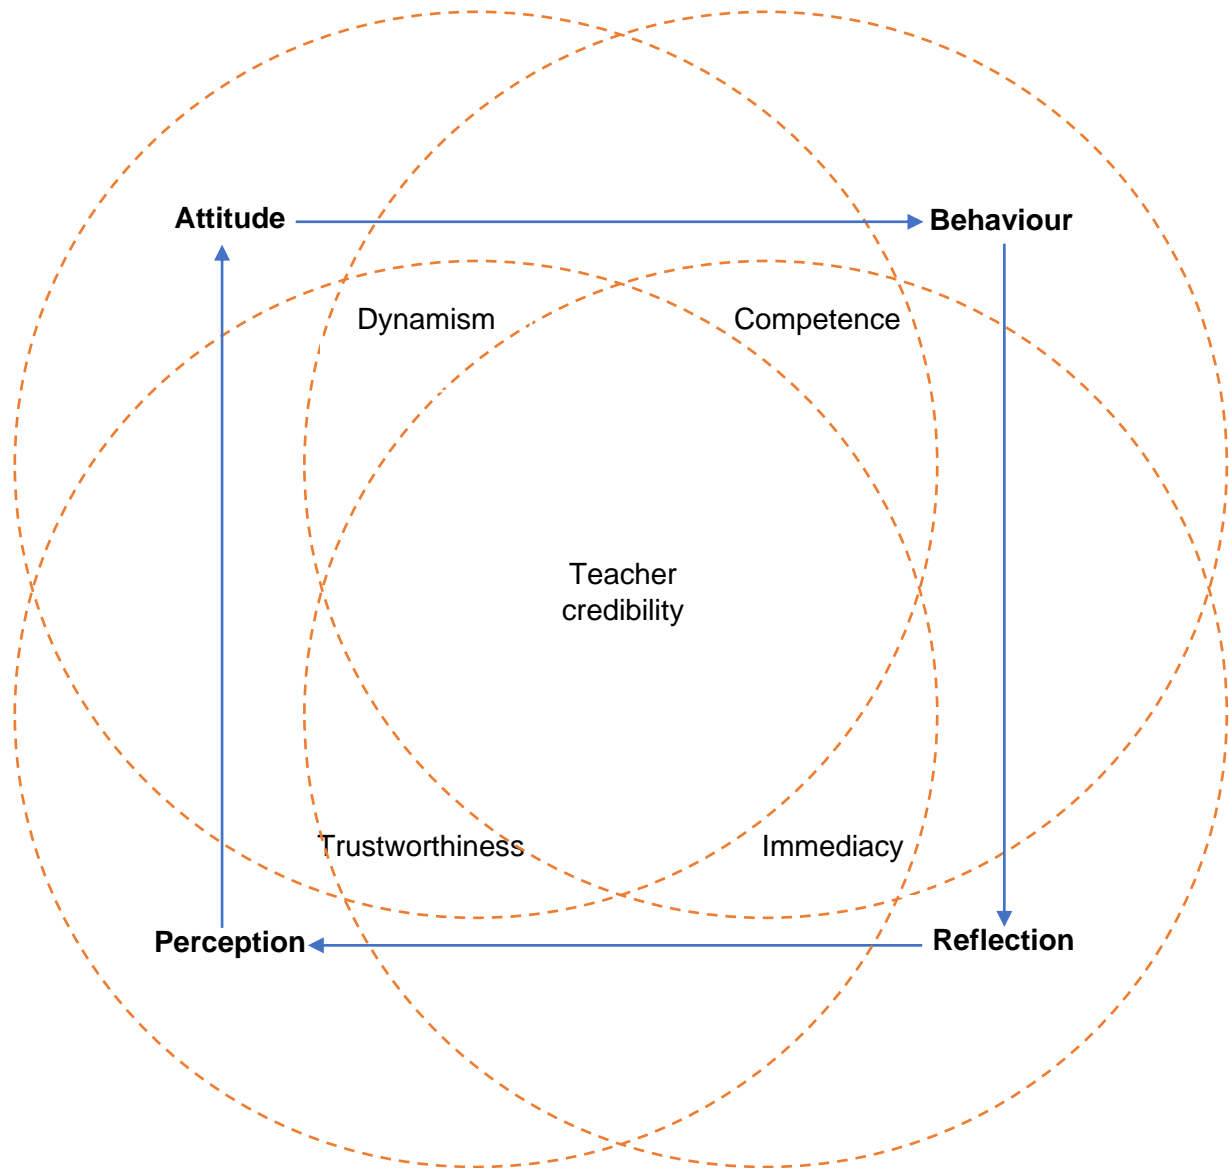 Attitude
Behaviour
Dynamism
Competence
Teacher
credibility
Trustworthiness
Immediacy
Perception
Reflection